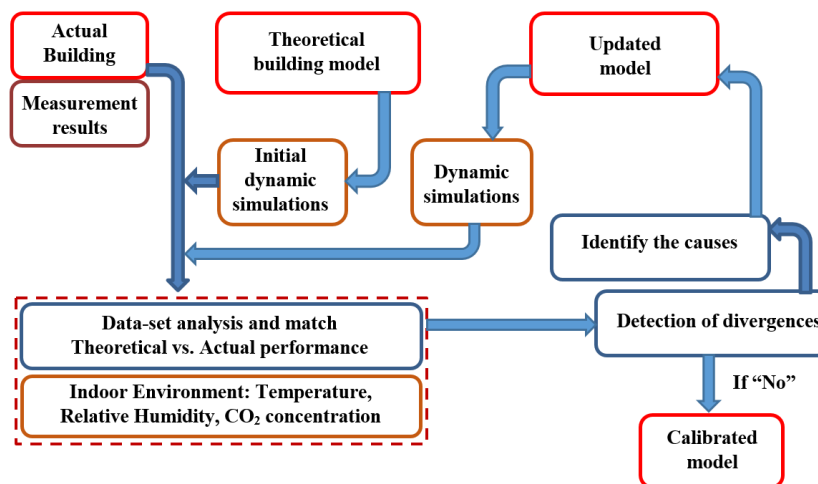 Actual
Building
Measurement
results
Theoretical
building model
Initial
dynamic
simulations
Updated
model
Dynamic
simulations
Identify the causes
Data-set analysis and match
Theoretical vs. Actual performance
Detection of divergences
Indoor Environment: Temperature,
Relative Humidity, CO₂ concentration
If “No”
Calibrated
model